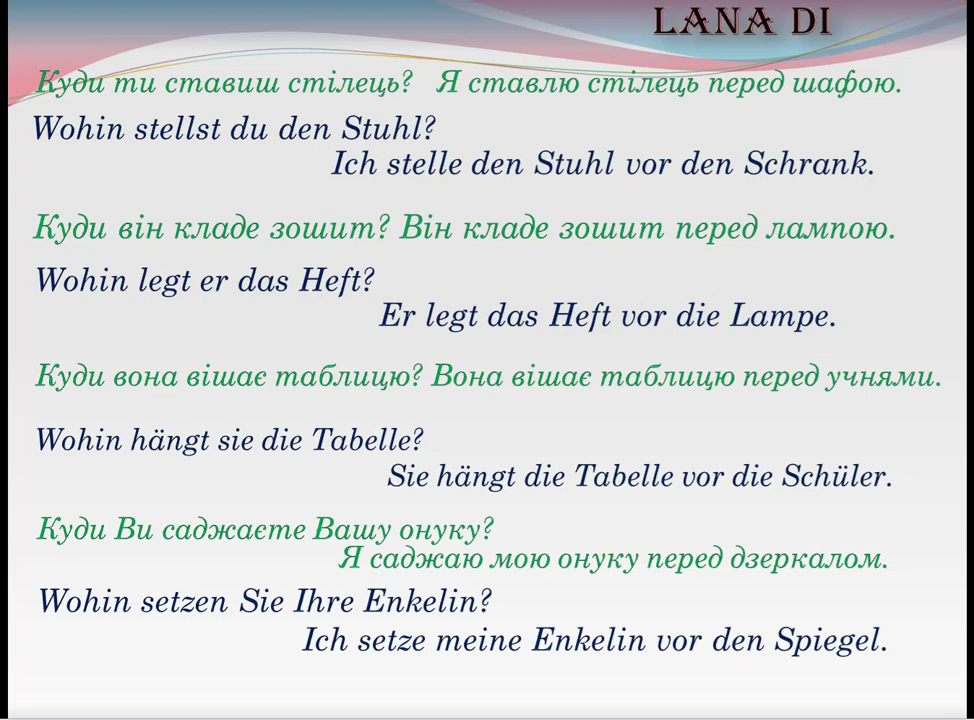 LANA DI
Куди ти ставиш стілець? Я ставлю стілець перед шафою.
Wohin stellst du den Stuhl?
Ich stelle den Stuhl vor den Schrank.
Куди він кладе зошит? Він кладе зошит перед лампою.
Wohin legt er das Heft?
Er legt das Heft vor die Lampe.
Куди вона вішає таблицю? Вона вішає таблицю перед учнями.
Wohin hängt sie die Tabelle?
Sie hängt die Tabelle vor die Schüler.
Куди Ви саджаєте Вашу онуку?
Я саджаю мою онуку перед дзеркалом.
Wohin setzen Sie Ihre Enkelin?
Ich setze meine Enkelin vor den Spiegel.